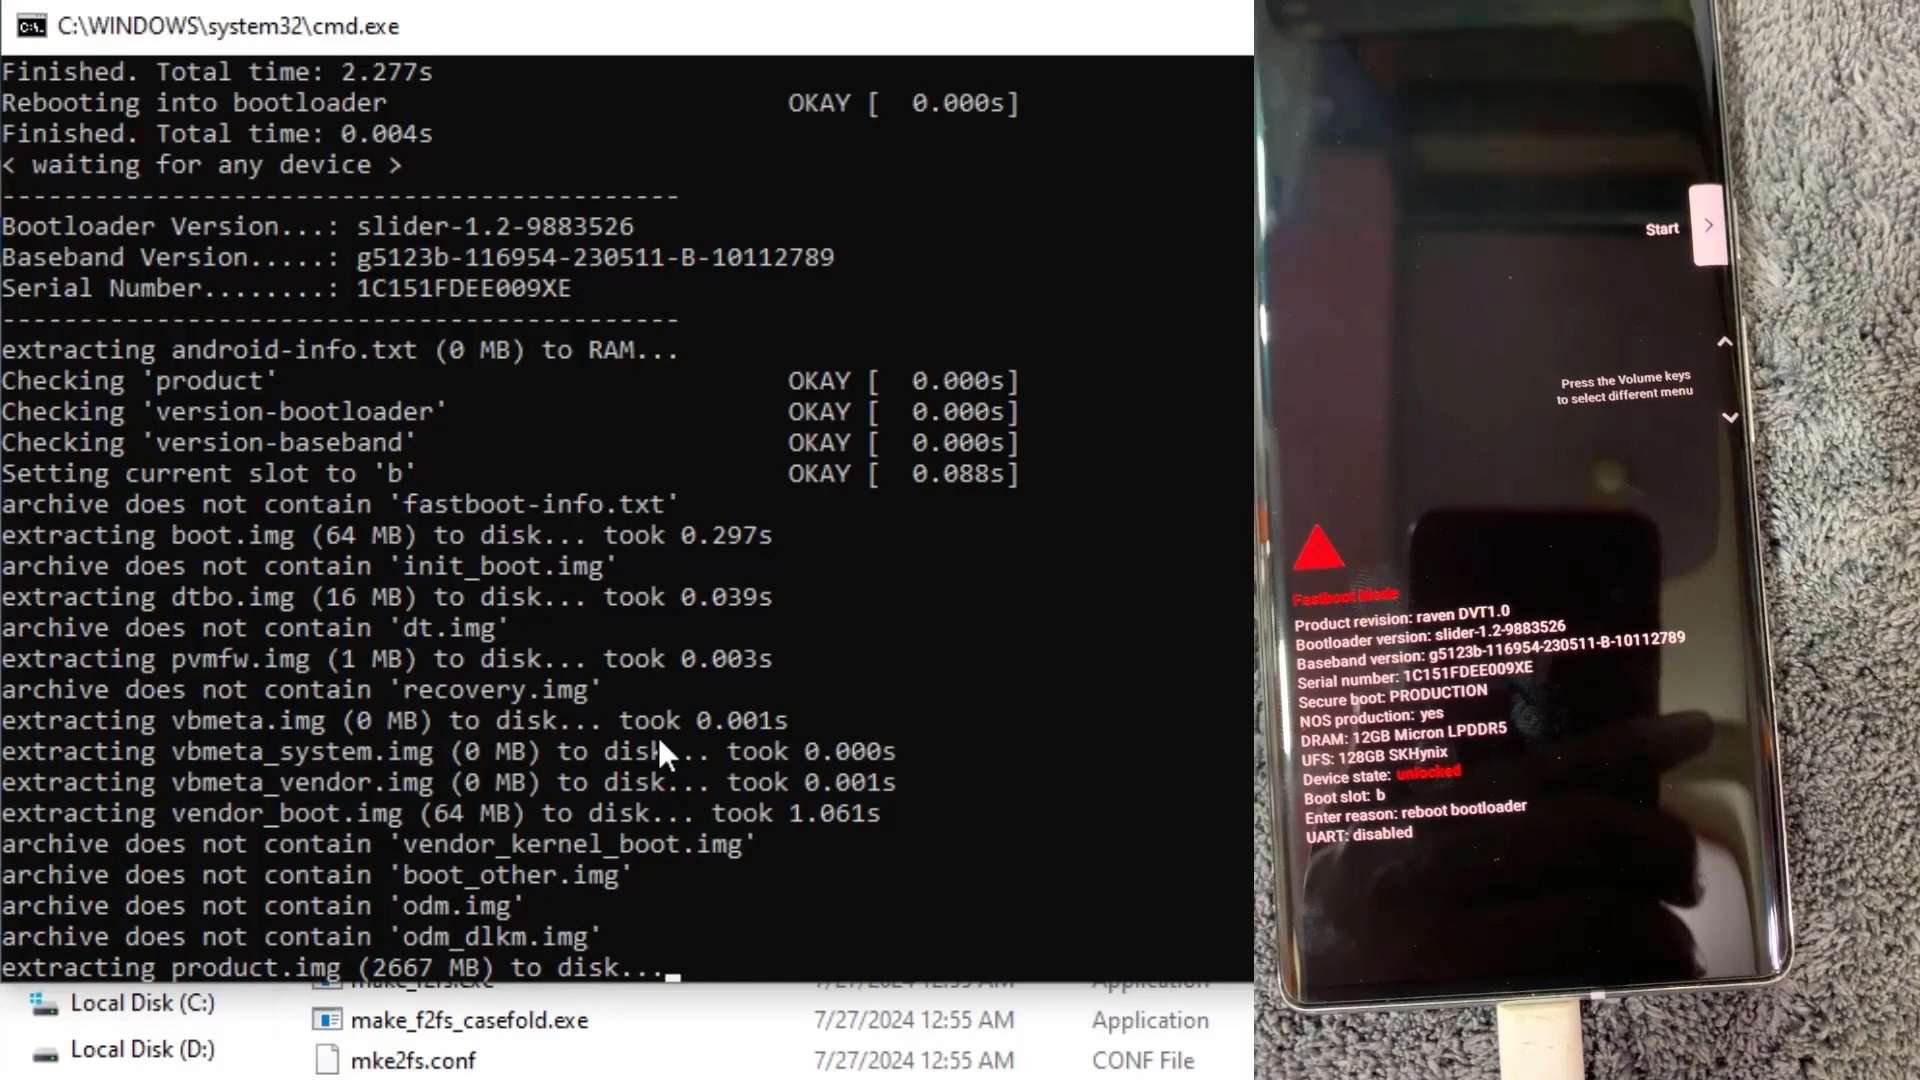 C:\WINDOWS\system32\cmd.exe
Finished. Total time: 2.277s
Rebooting into bootloader OKAY [ 0.000s]
Finished. Total time: 0.004s
< waiting for any device >
--------------------------------------------
Bootloader Version...: slider-1.2-9883526
Baseband Version.....: g5123b-116954-230511-B-10112789
Serial Number........: 1C151FDEE009XE
--------------------------------------------
extracting android-info.txt (0 MB) to RAM...
Checking 'product' OKAY [ 0.000s]
Checking 'version-bootloader' OKAY [ 0.000s]
Checking 'version-baseband' OKAY [ 0.000s]
Setting current slot to 'b' OKAY [ 0.088s]
archive does not contain 'fastboot-info.txt'
extracting boot.img (64 MB) to disk... took 0.297s
archive does not contain 'init_boot.img'
extracting dtbo.img (16 MB) to disk... took 0.039s
archive does not contain 'dt.img'
extracting pvmfw.img (1 MB) to disk... took 0.003s
archive does not contain 'recovery.img'
extracting vbmeta.img (0 MB) to disk... took 0.001s
extracting vbmeta_system.img (0 MB) to disk... took 0.000s
extracting vbmeta_vendor.img (0 MB) to disk... took 0.001s
extracting vendor_boot.img (64 MB) to disk... took 1.061s
archive does not contain 'vendor_kernel_boot.img'
archive does not contain 'boot_other.img'
archive does not contain 'odm.img'
archive does not contain 'odm_dlkm.img'
extracting product.img (2667 MB) to disk...
make_f2fs.exe 7/27/2024 12:55 AM Application
Local Disk (C:)
make_f2fs_casefold.exe 7/27/2024 12:55 AM Application
Local Disk (D:)
mke2fs.conf 7/27/2024 12:55 AM CONF File
Start
Press the Volume keys
to select different menu
Fastboot Mode
Product revision: raven DVT1.0
Bootloader version: slider-1.2-9883526
Baseband version: g5123b-116954-230511-B-10112789
Serial number: 1C151FDEE009XE
Secure boot: PRODUCTION
NOS production: yes
DRAM: 12GB Micron LPDDR5
UFS: 128GB SKHynix
Device state: unlocked
Boot slot: b
Enter reason: reboot bootloader
UART: disabled